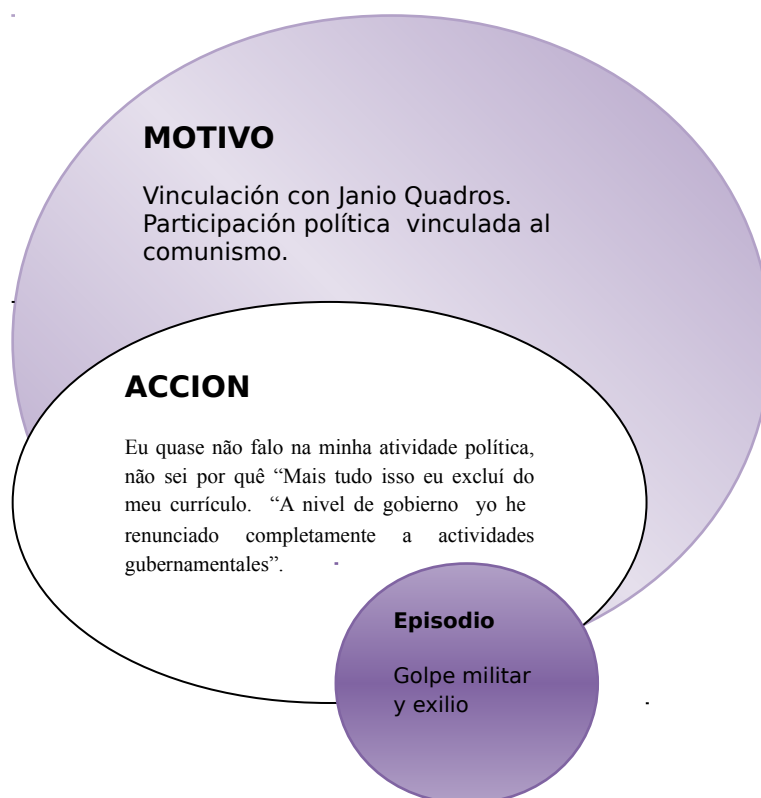 MOTIVO
Vinculación con Janio Quadros.
Participación política  vinculada al
comunismo.
ACCION
Eu quase não falo na minha atividade política,
não sei por quê “Mais tudo isso eu excluí do
meu currículo.  “A nivel de gobierno  yo he
renunciado completamente a actividades
gubernamentales”.
Episodio
Golpe militar
y exilio